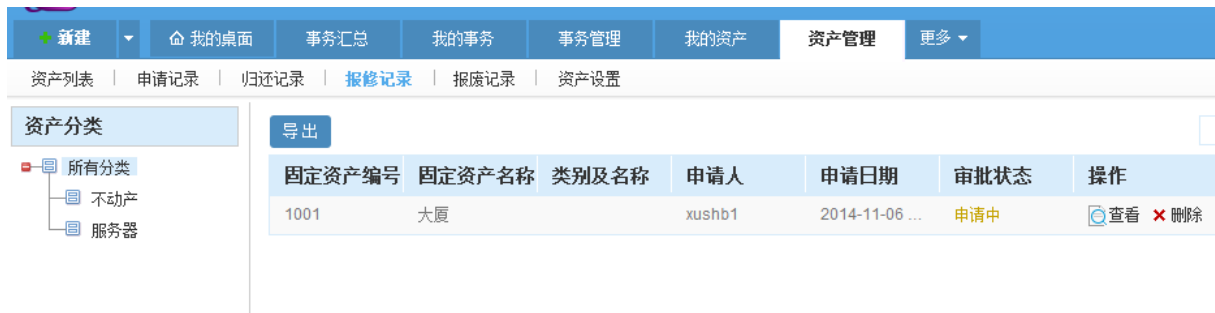 新建 我的桌面 事务汇总 我的事务 事务管理 我的资产 资产管理 更多
资产列表 申请记录 归还记录 报修记录 报废记录 资产设置
资产分类
导出
所有分类
不动产
服务器
固定资产编号 固定资产名称 类别及名称 申请人 申请日期 审批状态 操作
1001 大厦 xushb1 2014-11-06 ... 申请中 查看 删除